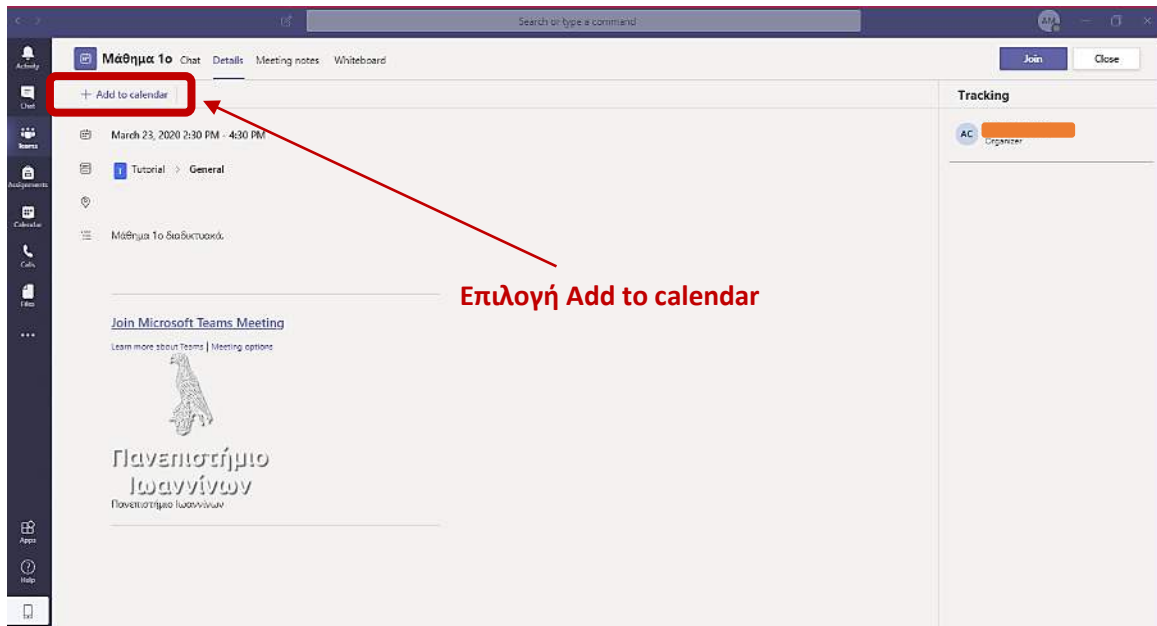 Search or type a command
AM
Activity
Chat
Teams
Assignments
Calendar
Calls
Files
Apps
Help
Μάθημα 1ο Chat Details Meeting notes Whiteboard
Join Close
+ Add to calendar
Tracking
March 23, 2020 2:30 PM - 4:30 PM
AC
Organizer
T Tutorial > General
Μάθημα 1ο διαδικτυακά.
Επιλογή Add to calendar
Join Microsoft Teams Meeting
Learn more about Teams | Meeting options
Πανεπιστήμιο
Ιωαννίνων
Πανεπιστήμιο Ιωαννίνων